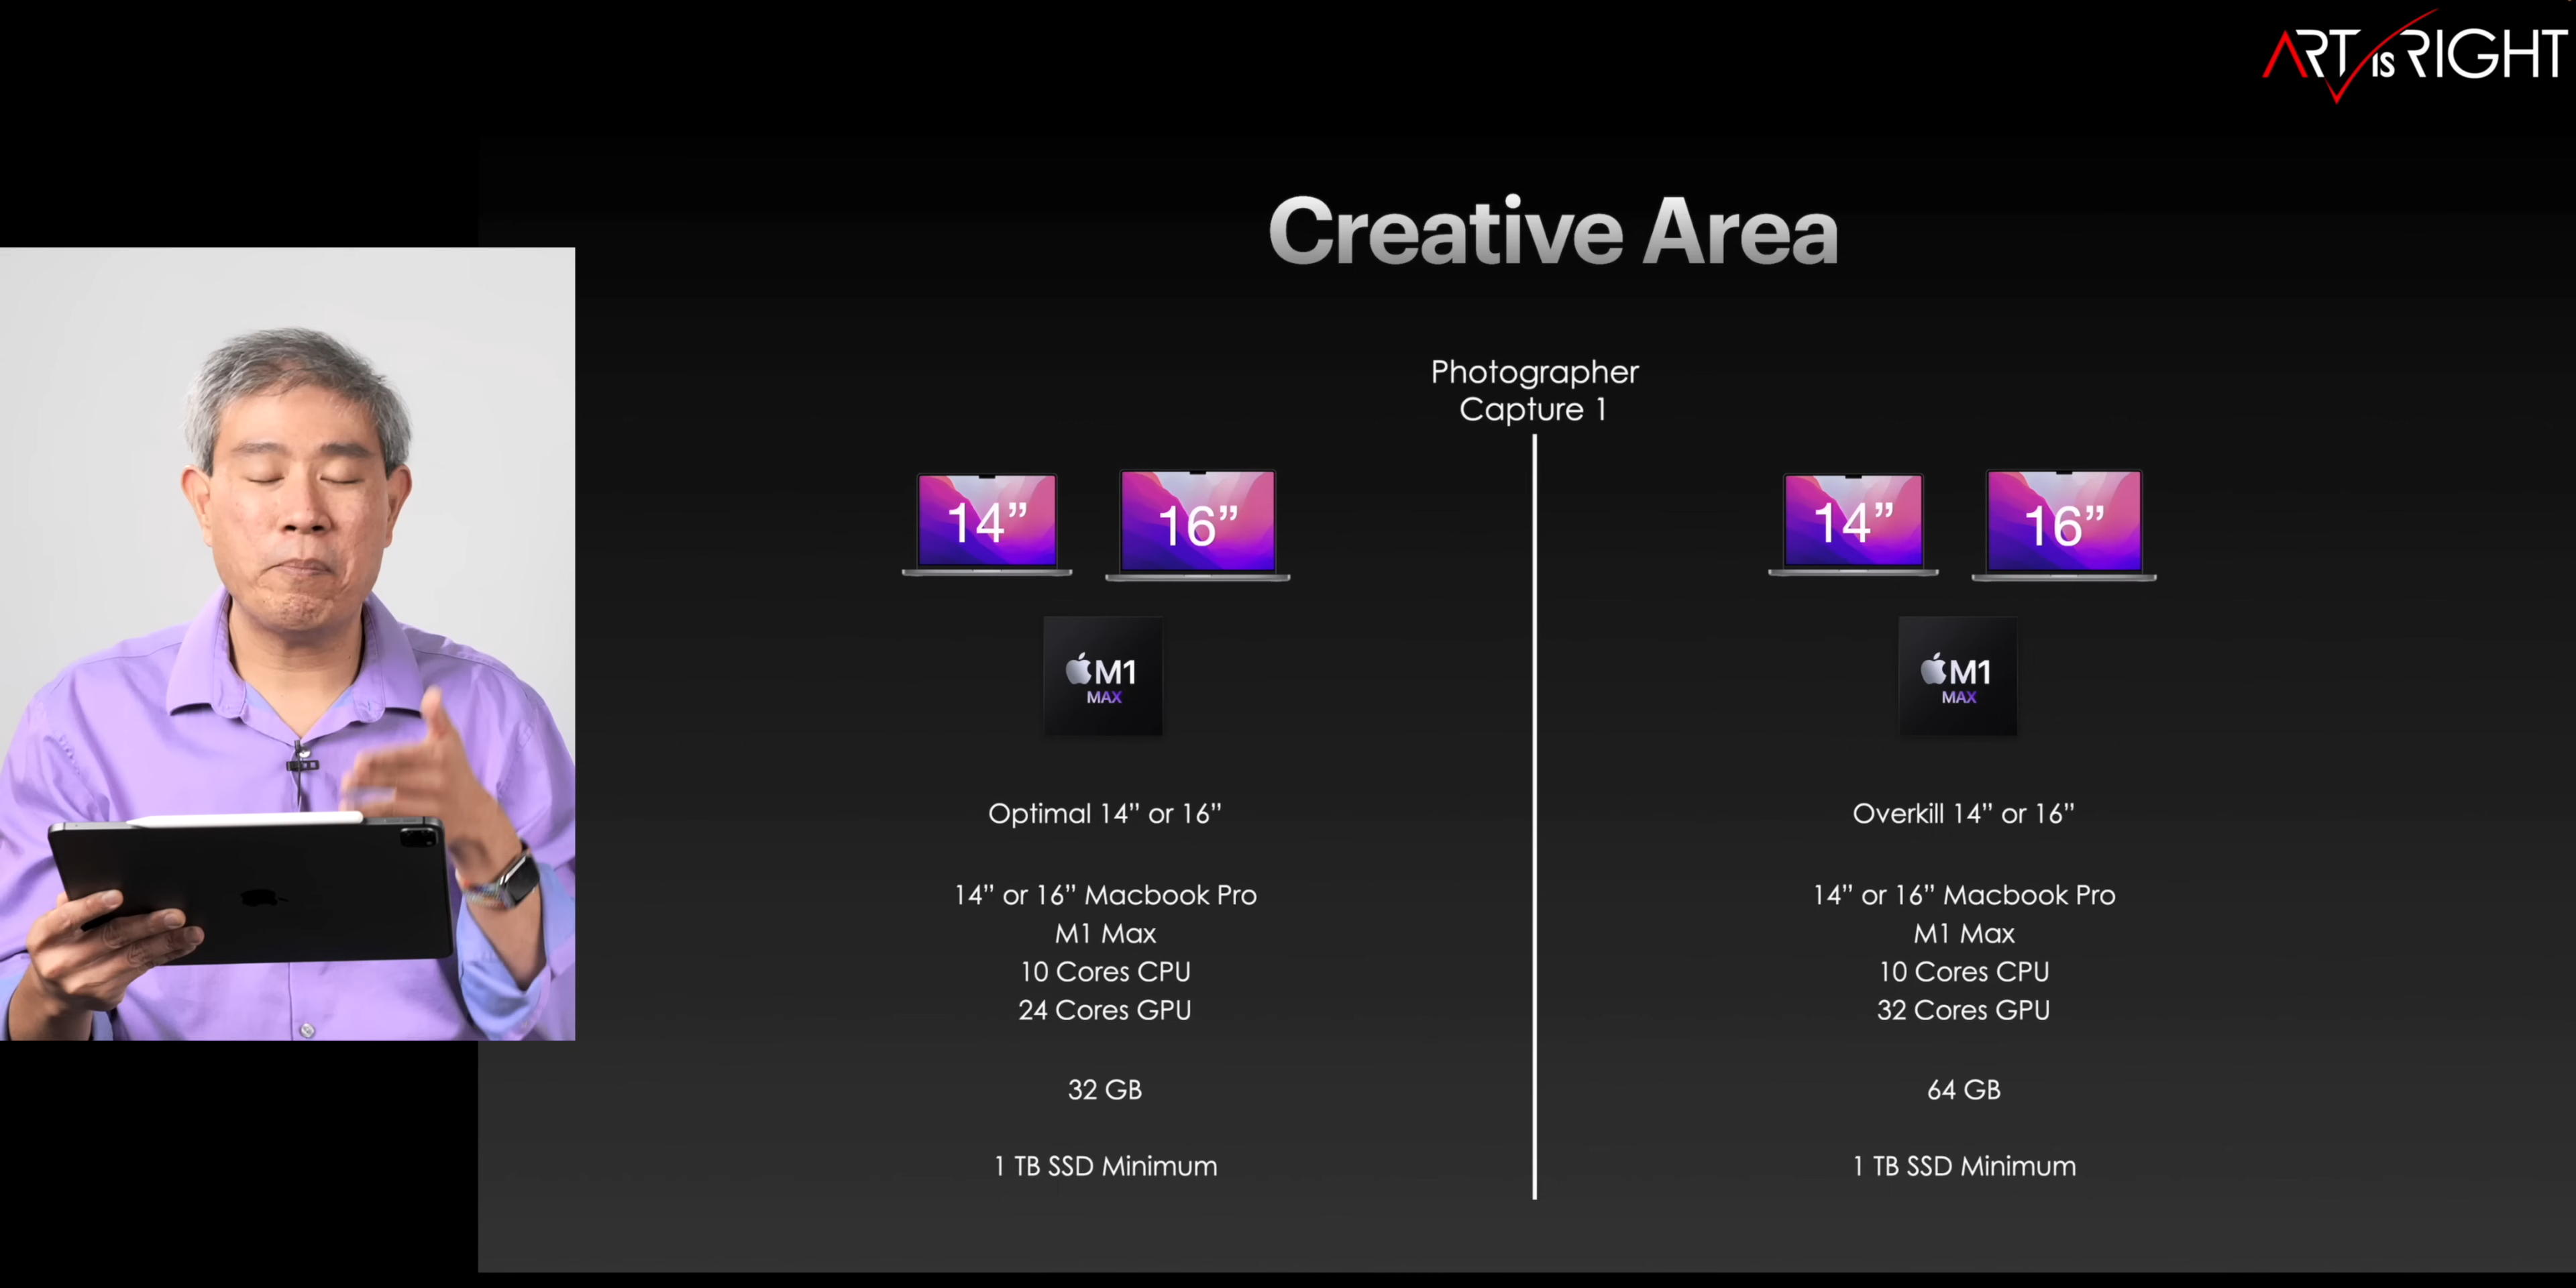 ART IS RIGHT
Creative Area
Photographer
Capture 1
14”
16”
14”
16”
M1
MAX
M1
MAX
Optimal 14” or 16”
14” or 16” Macbook Pro
M1 Max
10 Cores CPU
24 Cores GPU
32 GB
1 TB SSD Minimum
Overkill 14” or 16”
14” or 16” Macbook Pro
M1 Max
10 Cores CPU
32 Cores GPU
64 GB
1 TB SSD Minimum